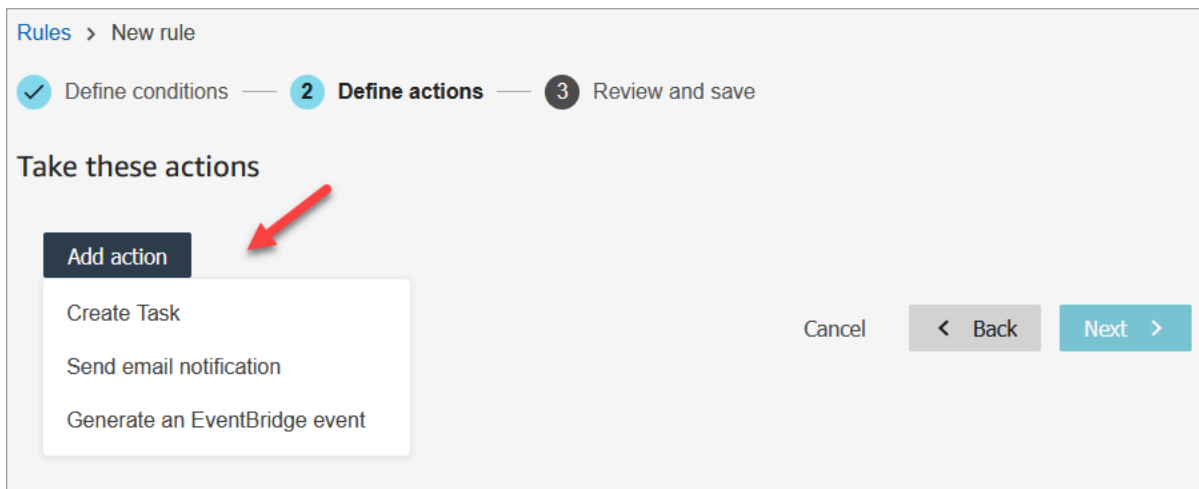 Rules > New rule
Define conditions 2 Define actions 3 Review and save
Take these actions
Add action
Create Task
Send email notification
Generate an EventBridge event
Cancel < Back Next >